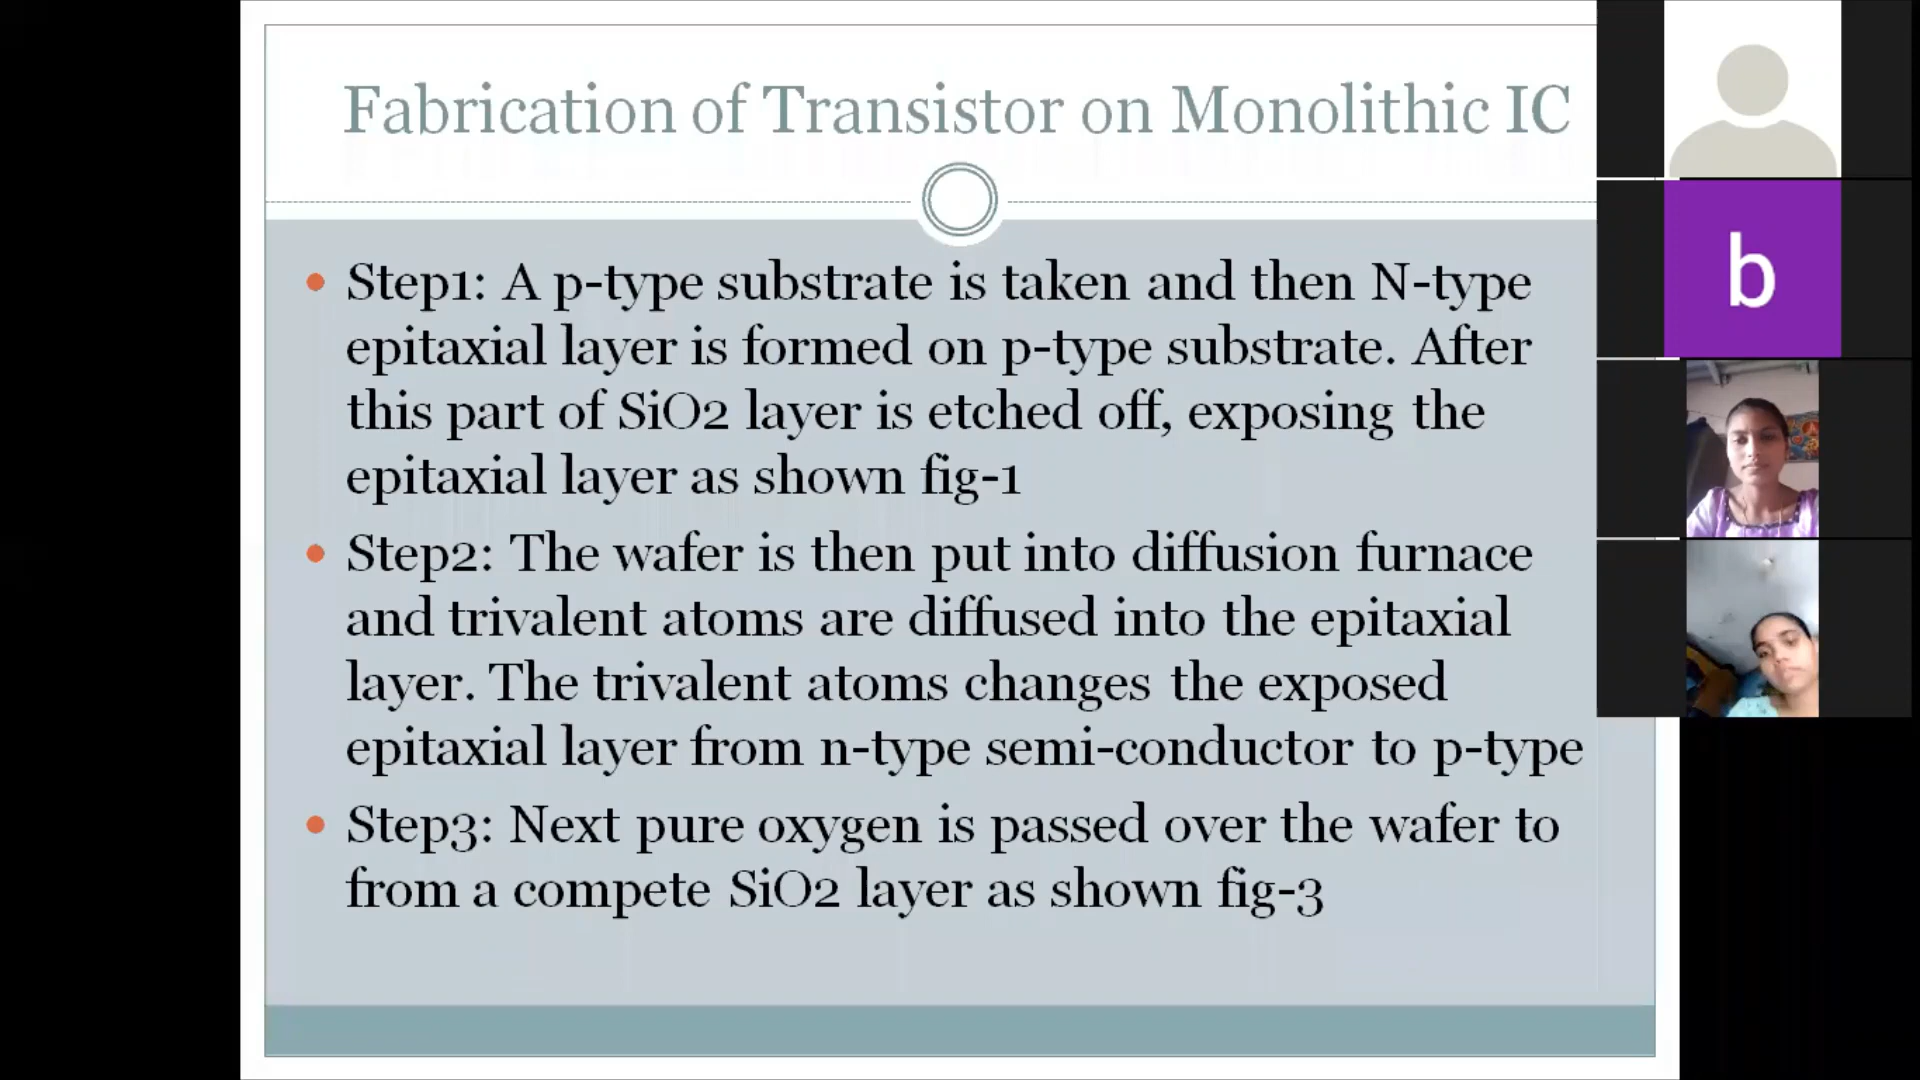 Fabrication of Transistor on Monolithic IC
b
Step1: A p-type substrate is taken and then N-type
epitaxial layer is formed on p-type substrate. After
this part of SiO2 layer is etched off, exposing the
epitaxial layer as shown fig-1
Step2: The wafer is then put into diffusion furnace
and trivalent atoms are diffused into the epitaxial
layer. The trivalent atoms changes the exposed
epitaxial layer from n-type semi-conductor to p-type
Step3: Next pure oxygen is passed over the wafer to
from a compete SiO2 layer as shown fig-3